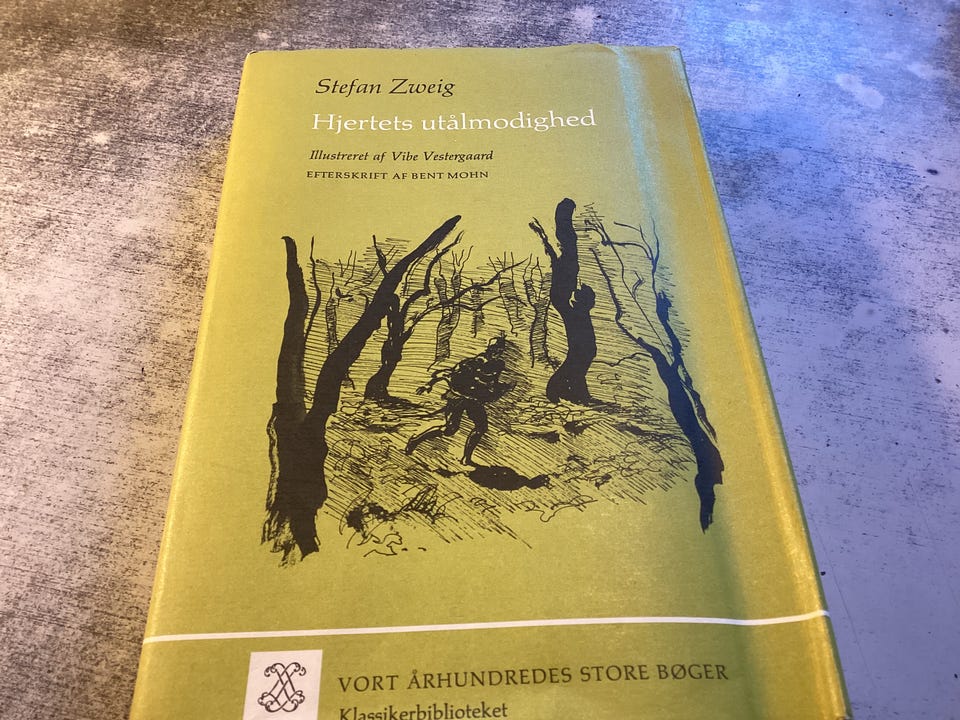 Stefan Zweig
Hjertets utålmodighed
Illustreret af Vibe Vestergaard
EFTERSKRIFT AF BENT MOHN
VORT ÅRHUNDREDES STORE BØGER
Klassikerbiblioteket